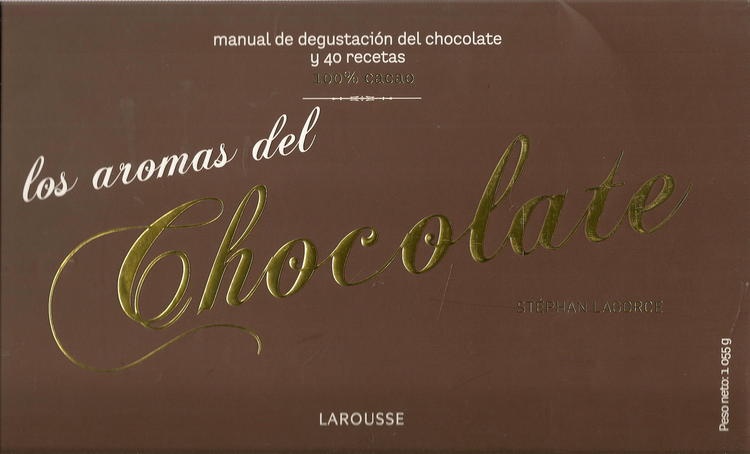 manual de degustación del chocolate
y 40 recetas
100% cacao
los aromas del
Chocolate
STÉPHAN LAGORCE
Peso neto: 1 055 g
LAROUSSE